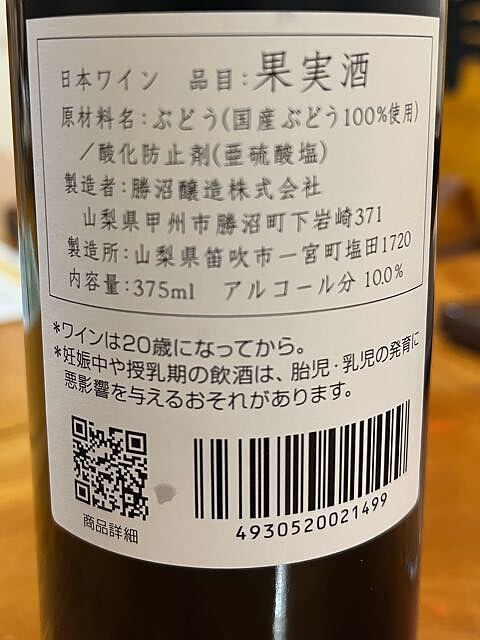 日本ワイン 品目:果実酒
原材料名:ぶどう(国産ぶどう100%使用)
/酸化防止剤(亜硫酸塩)
製造者:勝沼醸造株式会社
山梨県甲州市勝沼町下岩崎371
製造所:山梨県笛吹市一宮町塩田1720
内容量:375ml アルコール分 10.0%
*ワインは20歳になってから。
*妊娠中や授乳期の飲酒は、胎児・乳児の発育に
悪影響を与えるおそれがあります。
商品詳細
4930520021499